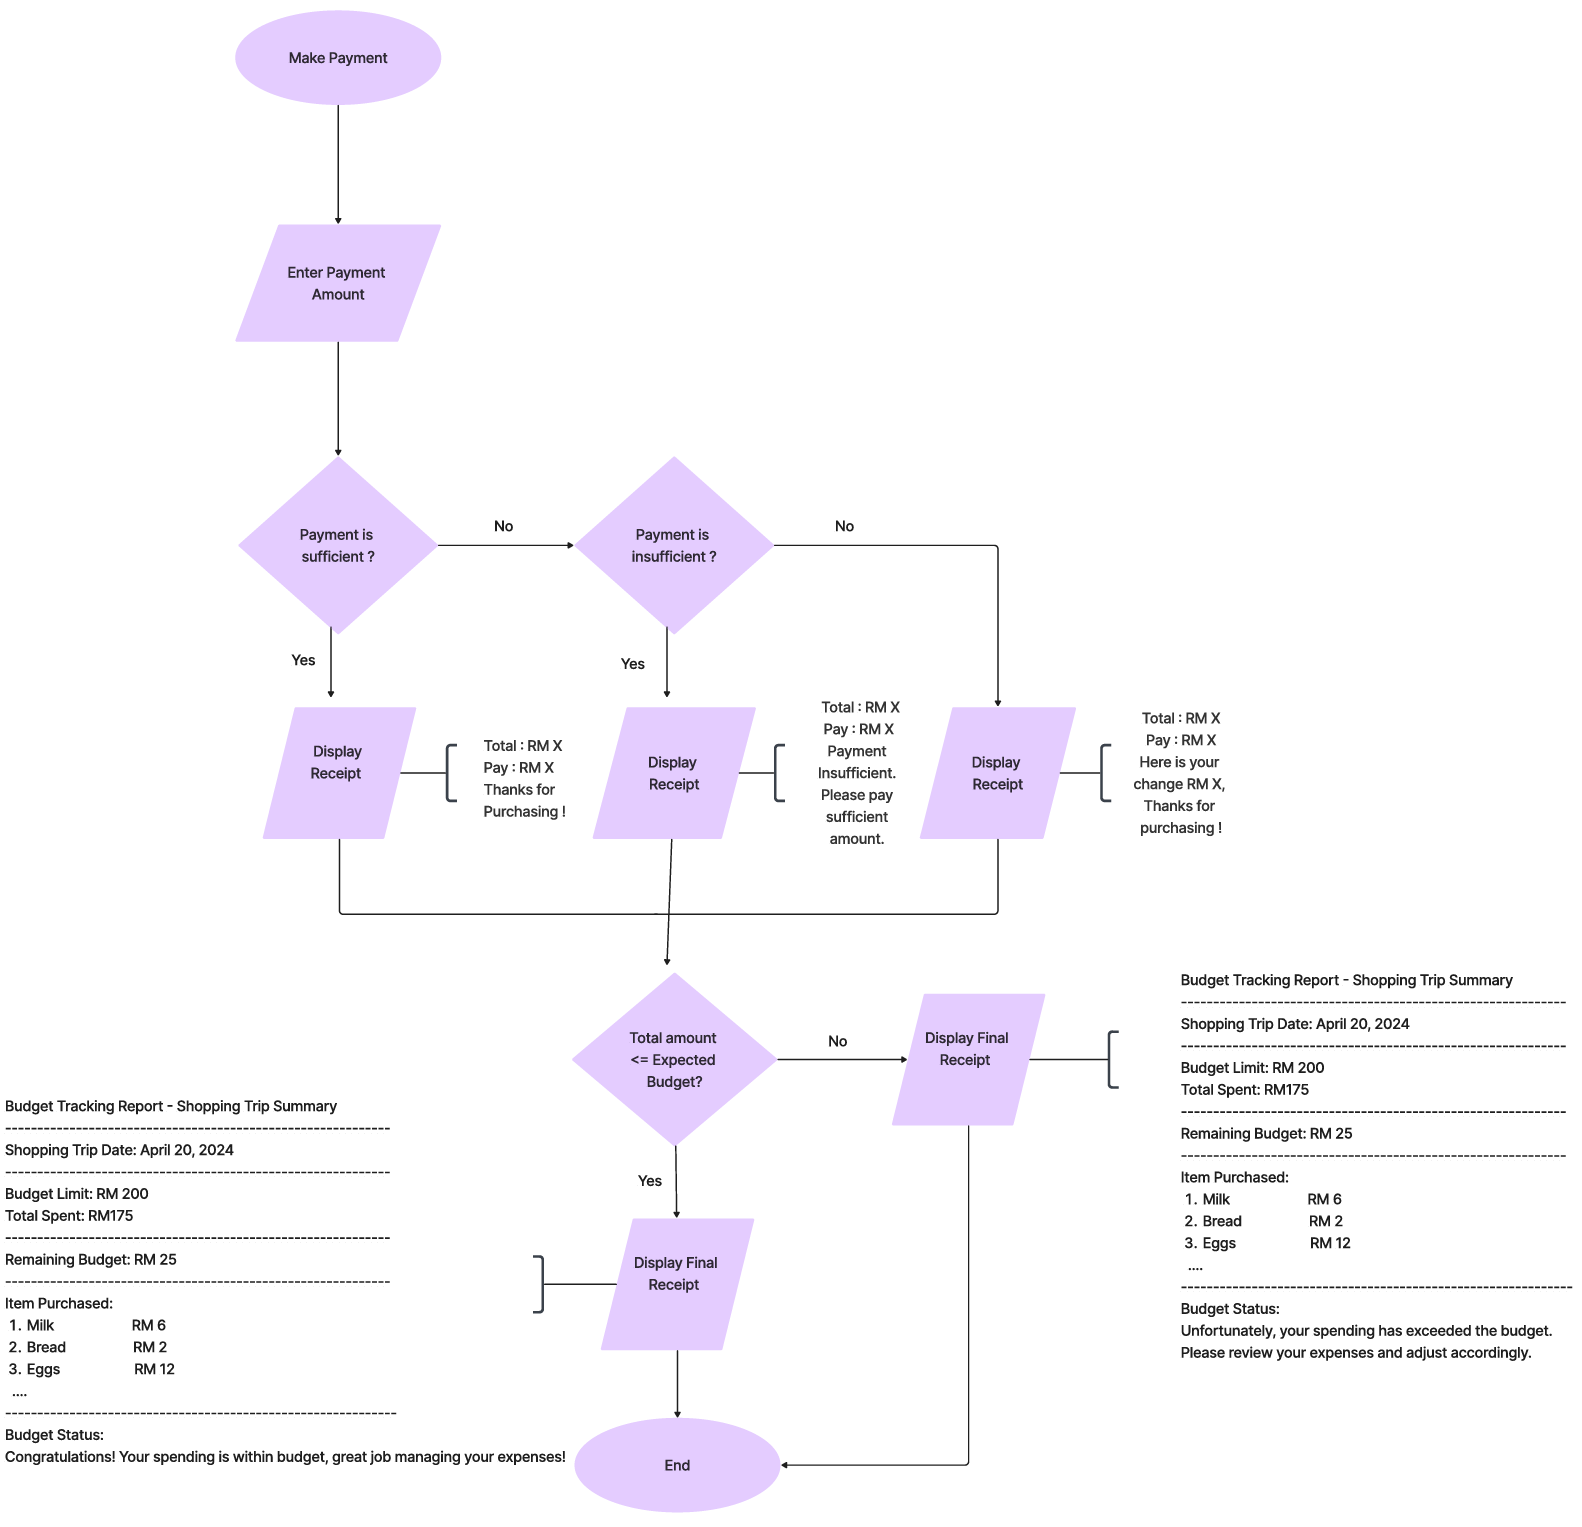 Make Payment
Enter Payment
Amount
Payment is
sufficient ?
No
Payment is
insufficient ?
No
Yes
Yes
Display
Receipt
Total : RM X
Pay : RM X
Thanks for
Purchasing !
Display
Receipt
Total : RM X
Pay : RM X
Payment
Insufficient.
Please pay
sufficient
amount.
Display
Receipt
Total : RM X
Pay : RM X
Here is your
change RM X,
Thanks for
purchasing !
Total amount
<= Expected
Budget?
No
Display Final
Receipt
Budget Tracking Report - Shopping Trip Summary
------------------------------------------------------------
Shopping Trip Date: April 20, 2024
------------------------------------------------------------
Budget Limit: RM 200
Total Spent: RM175
------------------------------------------------------------
Remaining Budget: RM 25
------------------------------------------------------------
Item Purchased:
1. Milk RM 6
2. Bread RM 2
3. Eggs RM 12
....
-------------------------------------------------------------
Budget Status:
Unfortunately, your spending has exceeded the budget.
Please review your expenses and adjust accordingly.
Yes
Display Final
Receipt
Budget Tracking Report - Shopping Trip Summary
------------------------------------------------------------
Shopping Trip Date: April 20, 2024
------------------------------------------------------------
Budget Limit: RM 200
Total Spent: RM175
------------------------------------------------------------
Remaining Budget: RM 25
------------------------------------------------------------
Item Purchased:
1. Milk RM 6
2. Bread RM 2
3. Eggs RM 12
....
-------------------------------------------------------------
Budget Status:
Congratulations! Your spending is within budget, great job managing your expenses!
End